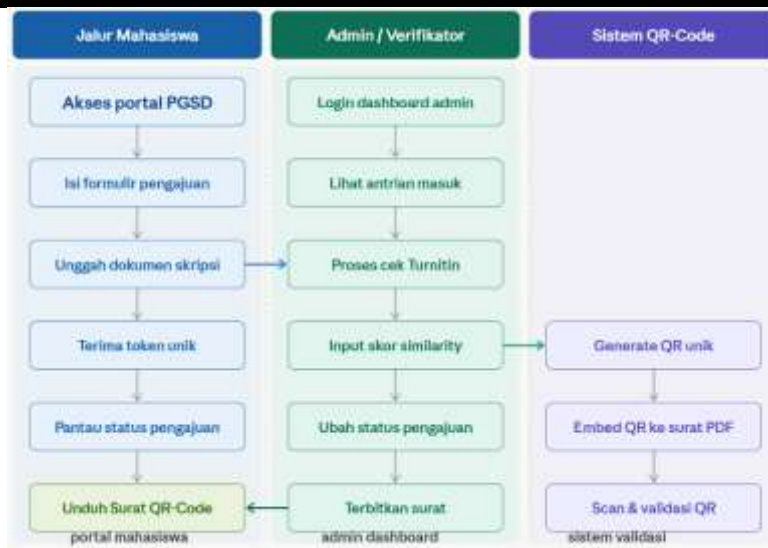 Jalur Mahasiswa
Admin / Verifikator
Sistem QR-Code
Akses portal PGSD
Login dashboard admin
Isi formulir pengajuan
Lihat antrian masuk
Unggah dokumen skripsi
Proses cek Turnitin
Terima token unik
Input skor similarity
Generate QR unik
Pantau status pengajuan
Ubah status pengajuan
Embed QR ke surat PDF
Unduh Surat QR-Code
Terbitkan surat
Scan & validasi QR
portal mahasiswa
admin dashboard
sistem validasi